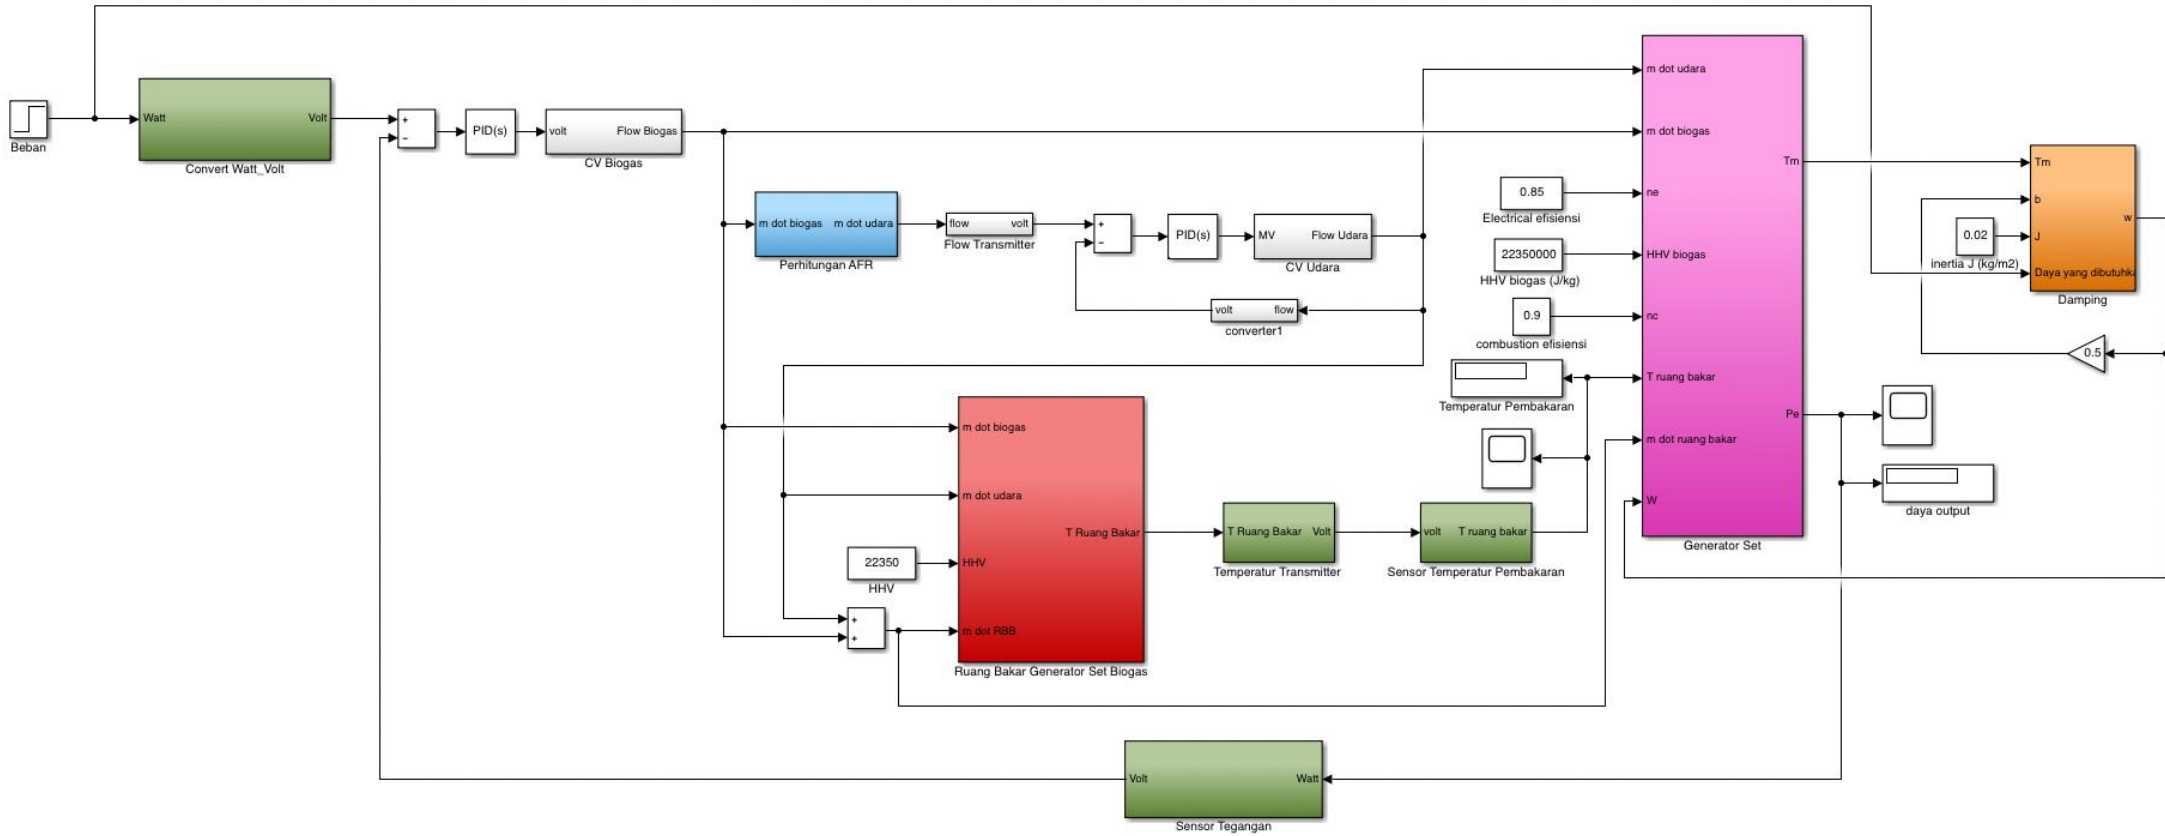 Beban
Watt
Volt
Convert Watt_Volt
+
−
PID(s)
volt
Flow Biogas
CV Biogas
m dot biogas
m dot udara
Perhitungan AFR
flow
volt
Flow Transmitter
+
−
PID(s)
MV
Flow Udara
CV Udara
volt
flow
converter1
m dot biogas
m dot udara
HHV
m dot RBB
T Ruang Bakar
Ruang Bakar Generator Set Biogas
22350
HHV
+
+
T Ruang Bakar
Volt
Temperatur Transmitter
volt
T ruang bakar
Sensor Temperatur Pembakaran
0.85
Electrical efisiensi
22350000
HHV biogas (J/kg)
0.9
combustion efisiensi
Temperatur Pembakaran
m dot udara
m dot biogas
ne
HHV biogas
nc
T ruang bakar
m dot ruang bakar
W
Tm
Pe
Generator Set
0.02
inertia J (kg/m2)
Tm
b
J
Daya yang dibutuhk
w
Damping
0.5
daya output
Volt
Watt
Sensor Tegangan